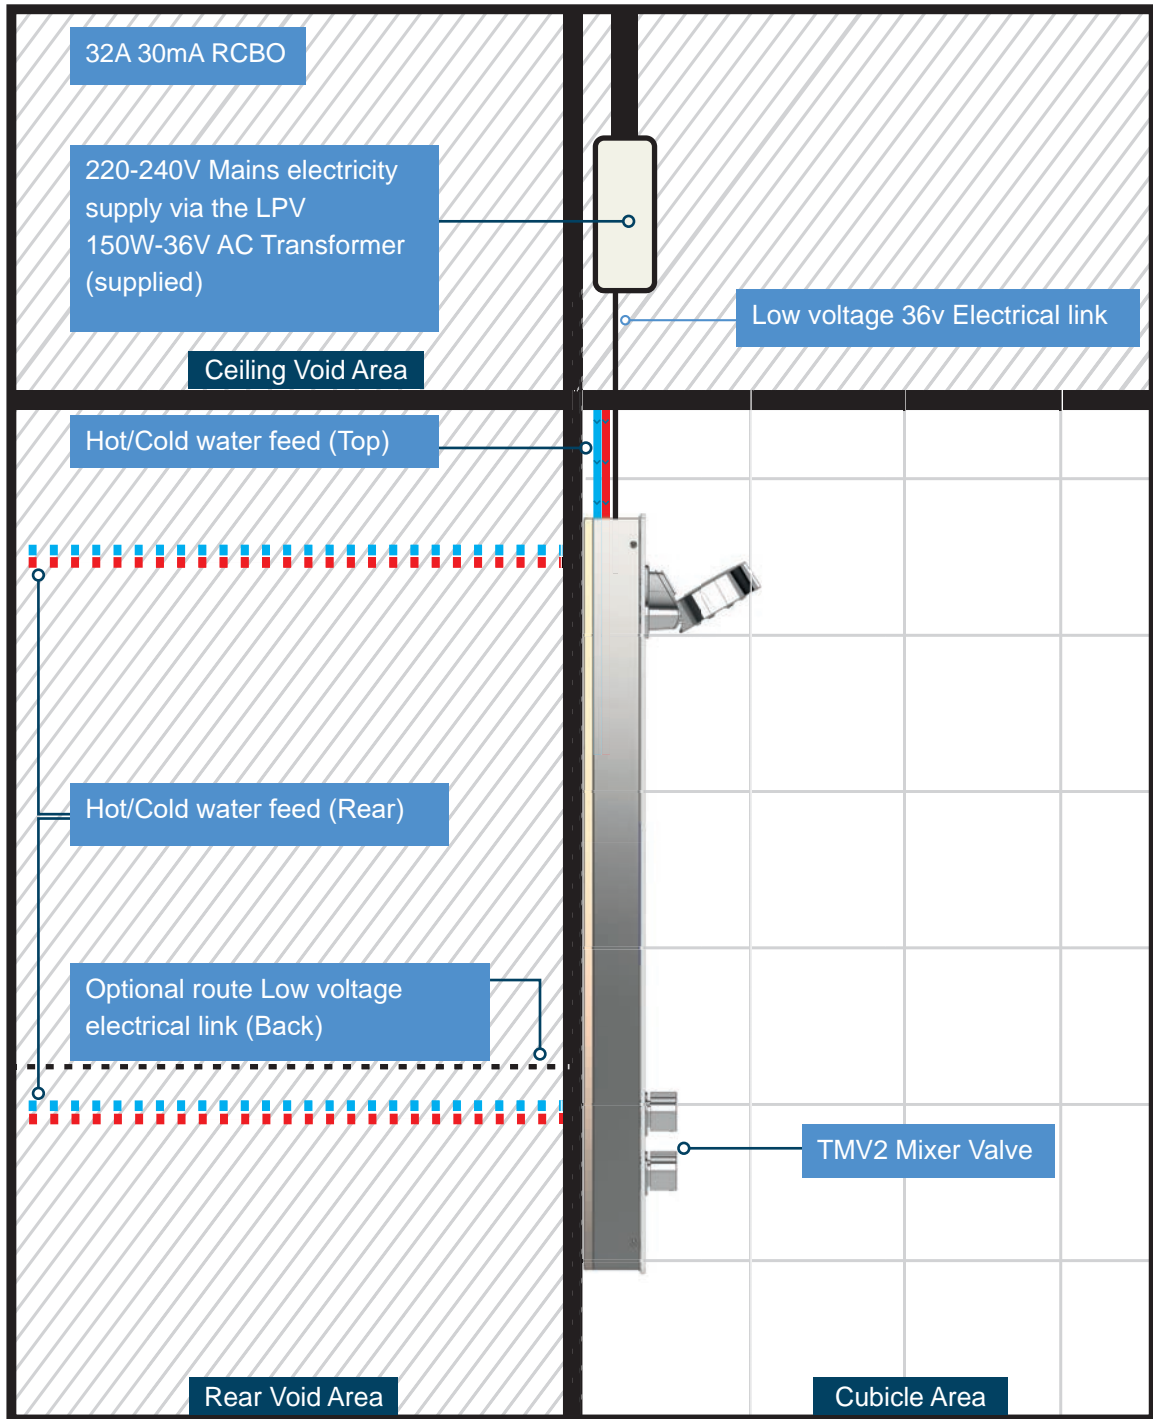 32A 30mA RCBO
220-240V Mains electricity
supply via the LPV
150W-36V AC Transformer
(supplied)
Low voltage 36v Electrical link
Ceiling Void Area
Hot/Cold water feed (Top)
Hot/Cold water feed (Rear)
Optional route Low voltage
electrical link (Back)
TMV2 Mixer Valve
Rear Void Area
Cubicle Area